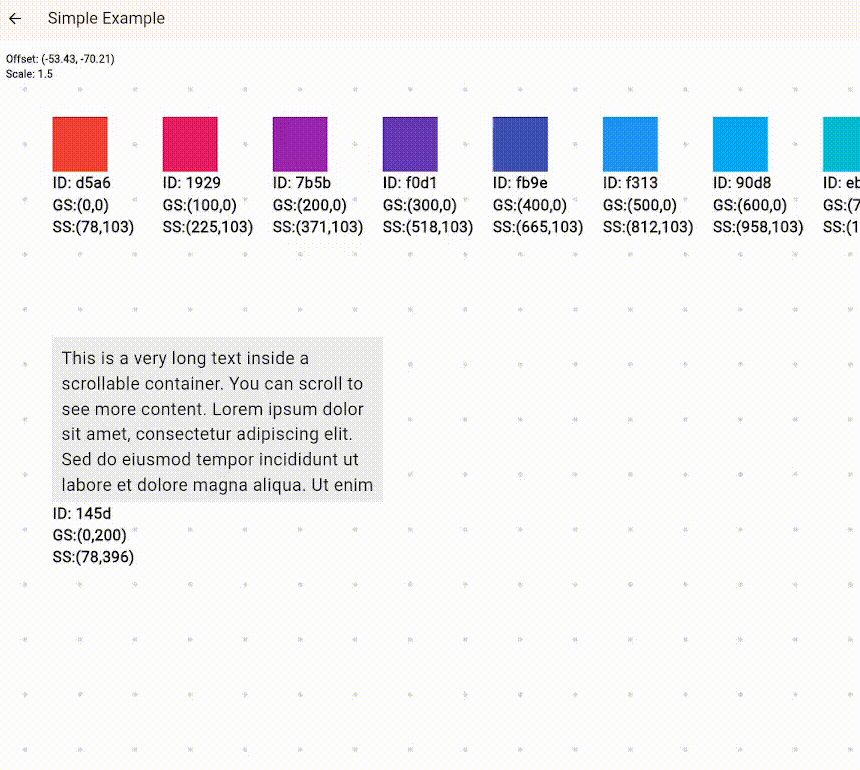 Simple Example
Offset: (-53.43, -70.21)
Scale: 1.5
ID: d5a6 ID: 1929 ID: 7b5b ID: f0d1 ID: fb9e ID: f313 ID: 90d8 ID: eb
GS:(0,0) GS:(100,0) GS:(200,0) GS:(300,0) GS:(400,0) GS:(500,0) GS:(600,0) GS:(7
SS:(78,103) SS:(225,103) SS:(371,103) SS:(518,103) SS:(665,103) SS:(812,103) SS:(958,103) SS:(1
This is a very long text inside a
scrollable container. You can scroll to
see more content. Lorem ipsum dolor
sit amet, consectetur adipiscing elit.
Sed do eiusmod tempor incididunt ut
labore et dolore magna aliqua. Ut enim
ID: 145d
GS:(0,200)
SS:(78,396)